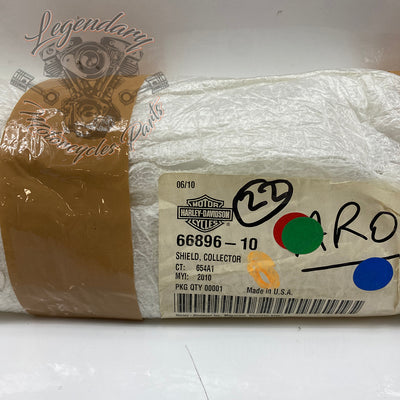 Legendary
Motorcycles Parts
06/10
MOTOR
HARLEY-DAVIDSON
CYCLES
22
66896-10
ARO
SHIELD, COLLECTOR
CT: 654A1
MYI: 2010
PKG QTY 00001
Made in U.S.A.